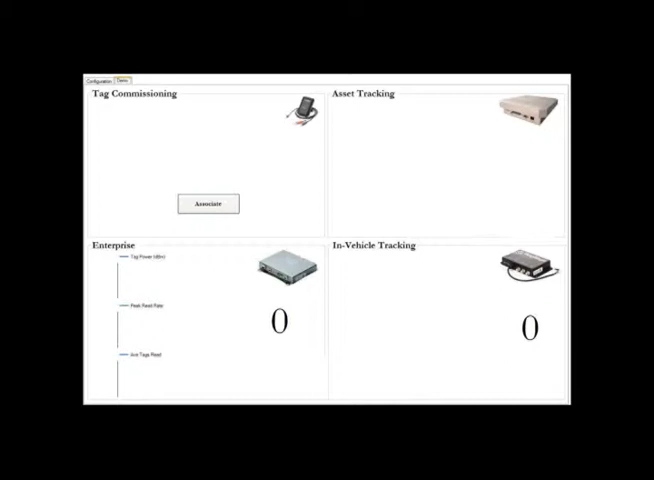 Configuration Demo
Tag Commissioning
Asset Tracking
Associate
Enterprise
In-Vehicle Tracking
Tag Power (dBm)
Peak Read Rate
0
0
Ave Tags Read